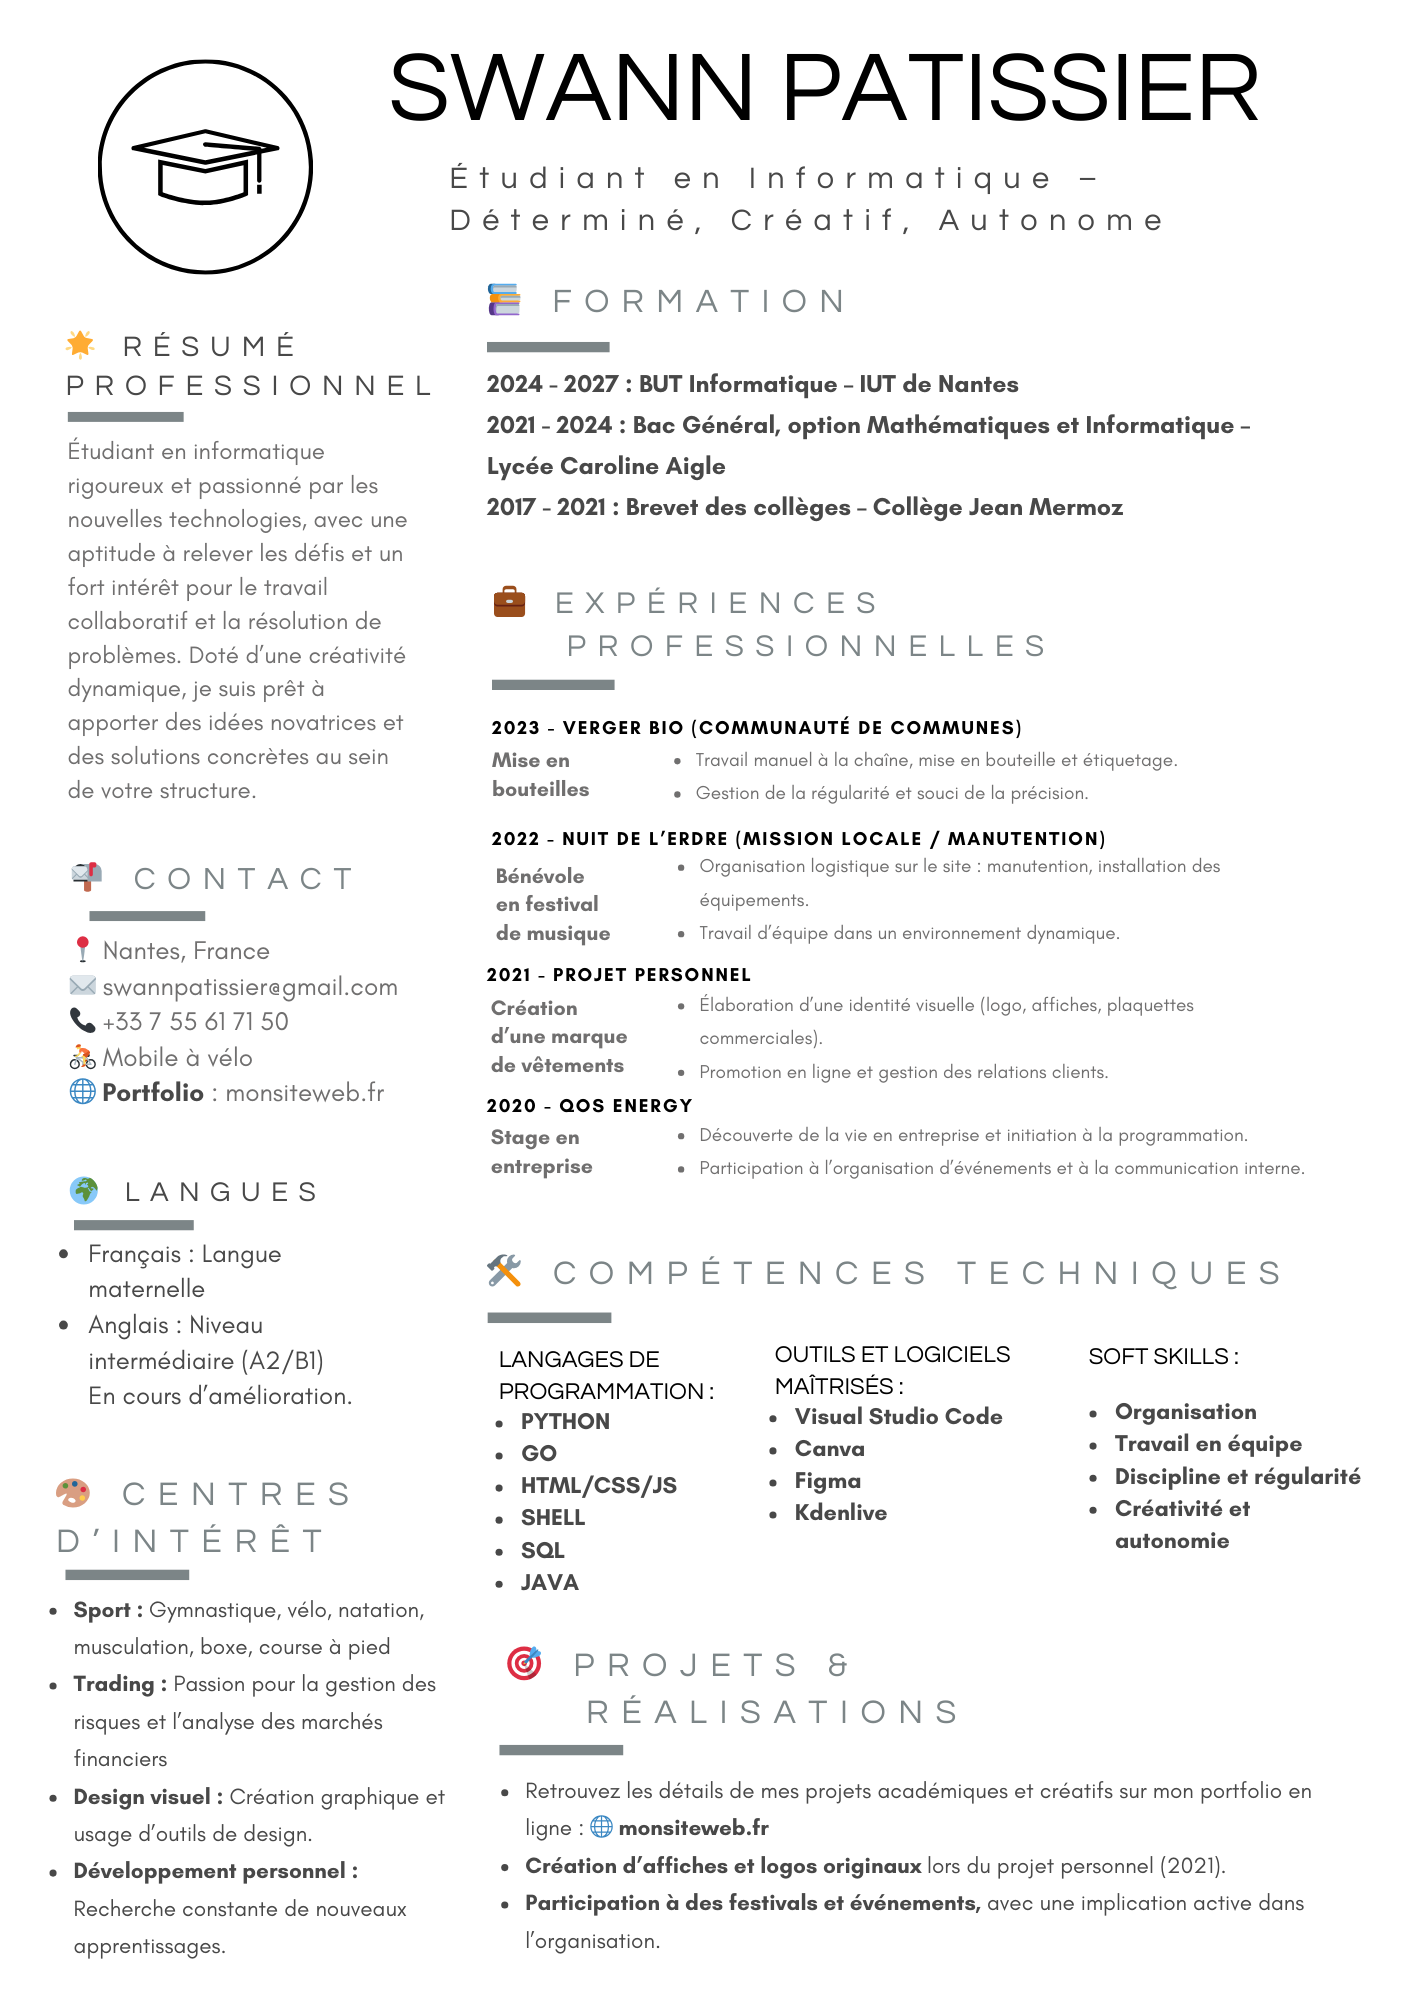 SWANN PATISSIER
Étudiant en Informatique –
Déterminé, Créatif, Autonome
RÉSUMÉ
PROFESSIONNEL
Étudiant en informatique
rigoureux et passionné par les
nouvelles technologies, avec une
aptitude à relever les défis et un
fort intérêt pour le travail
collaboratif et la résolution de
problèmes. Doté d'une créativité
dynamique, je suis prêt à
apporter des idées novatrices et
des solutions concrètes au sein
de votre structure.
CONTACT
Nantes, France
swannpatissier@gmail.com
+33 7 55 61 71 50
Mobile à vélo
Portfolio : monsiteweb.fr
LANGUES
• Français : Langue
maternelle
• Anglais : Niveau
intermédiaire (A2/B1)
En cours d'amélioration.
CENTRES
D'INTÉRÊT
• Sport : Gymnastique, vélo, natation,
musculation, boxe, course à pied
• Trading : Passion pour la gestion des
risques et l'analyse des marchés
financiers
• Design visuel : Création graphique et
usage d'outils de design.
• Développement personnel :
Recherche constante de nouveaux
apprentissages.
FORMATION
2024 – 2027 : BUT Informatique – IUT de Nantes
2021 – 2024 : Bac Général, option Mathématiques et Informatique –
Lycée Caroline Aigle
2017 – 2021 : Brevet des collèges – Collège Jean Mermoz
EXPÉRIENCES
PROFESSIONNELLES
2023 - VERGER BIO (COMMUNAUTÉ DE COMMUNES)
Mise en
bouteilles
• Travail manuel à la chaîne, mise en bouteille et étiquetage.
• Gestion de la régularité et souci de la précision.
2022 - NUIT DE L'ERDRE (MISSION LOCALE / MANUTENTION)
Bénévole
en festival
de musique
• Organisation logistique sur le site : manutention, installation des
équipements.
• Travail d'équipe dans un environnement dynamique.
2021 - PROJET PERSONNEL
Création
d'une marque
de vêtements
• Élaboration d'une identité visuelle (logo, affiches, plaquettes
commerciales).
• Promotion en ligne et gestion des relations clients.
2020 - QOS ENERGY
Stage en
entreprise
• Découverte de la vie en entreprise et initiation à la programmation.
• Participation à l'organisation d'événements et à la communication interne.
COMPÉTENCES TECHNIQUES
LANGAGES DE
PROGRAMMATION :
• PYTHON
• GO
• HTML/CSS/JS
• SHELL
• SQL
• JAVA
OUTILS ET LOGICIELS
MAÎTRISÉS :
• Visual Studio Code
• Canva
• Figma
• Kdenlive
SOFT SKILLS :
• Organisation
• Travail en équipe
• Discipline et régularité
• Créativité et
autonomie
PROJETS &
RÉALISATIONS
• Retrouvez les détails de mes projets académiques et créatifs sur mon portfolio en
ligne : monsiteweb.fr
• Création d'affiches et logos originaux lors du projet personnel (2021).
• Participation à des festivals et événements, avec une implication active dans
l'organisation.